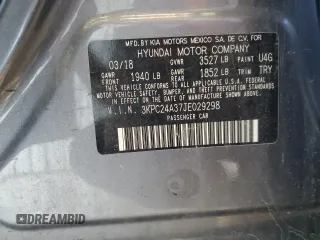 MFD. BY KIA MOTORS MEXICO S.A. DE C.V. FOR
HYUNDAI MOTOR COMPANY
03/18 GVWR 3527 LB PAINT U4G
GAWR FRONT 1940 LB GAWR REAR 1852 LB TRIM TRY
THIS VEHICLE CONFORMS TO ALL APPLICABLE U.S.A. FEDERAL
MOTOR VEHICLE SAFETY, BUMPER, AND THEFT PREVENTION
STANDARDS IN EFFECT ON THE DATE OF MANUFACTURE SHOWN ABOVE.
V.I.N. 3KPC24A37JE029298
PASSENGER CAR
DREAMBID